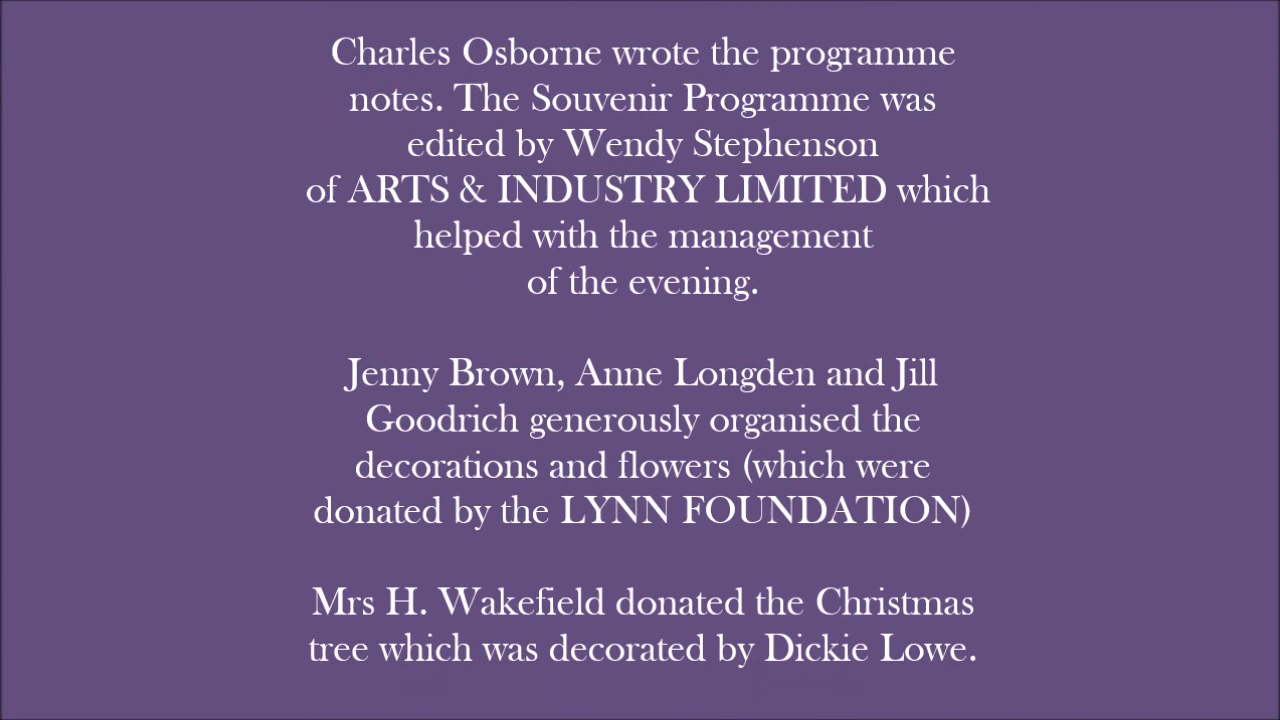 Charles Osborne wrote the programme
notes. The Souvenir Programme was
edited by Wendy Stephenson
of ARTS & INDUSTRY LIMITED which
helped with the management
of the evening.
Jenny Brown, Anne Longden and Jill
Goodrich generously organised the
decorations and flowers (which were
donated by the LYNN FOUNDATION)
Mrs H. Wakefield donated the Christmas
tree which was decorated by Dickie Lowe.